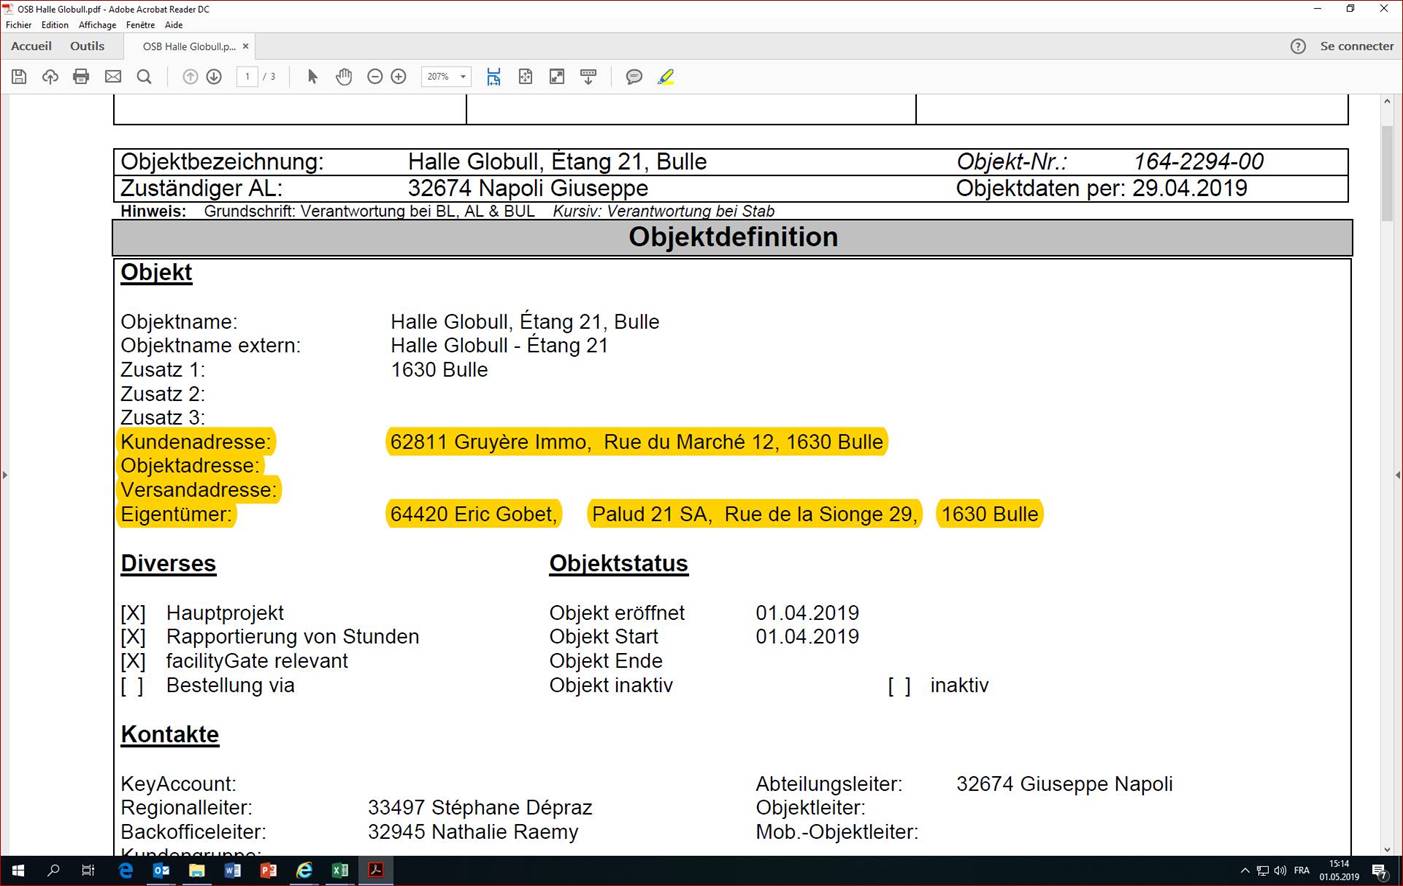 OSB Halle Globull.pdf - Adobe Acrobat Reader DC
Fichier Edition Affichage Fenêtre Aide
Accueil Outils OSB Halle Globull.p... × ? Se connecter
1 / 3 207%
Objektbezeichnung: Halle Globull, Étang 21, Bulle Objekt-Nr.: 164-2294-00
Zuständiger AL: 32674 Napoli Giuseppe Objektdaten per: 29.04.2019
Hinweis: Grundschrift: Verantwortung bei BL, AL & BUL Kursiv: Verantwortung bei Stab
Objektdefinition
Objekt
Objektname: Halle Globull, Étang 21, Bulle
Objektname extern: Halle Globull - Étang 21
Zusatz 1: 1630 Bulle
Zusatz 2:
Zusatz 3:
Kundenadresse: 62811 Gruyère Immo, Rue du Marché 12, 1630 Bulle
Objektadresse:
Versandadresse:
Eigentümer: 64420 Eric Gobet, Palud 21 SA, Rue de la Sionge 29, 1630 Bulle
Diverses Objektstatus
[X] Hauptprojekt Objekt eröffnet 01.04.2019
[X] Rapportierung von Stunden Objekt Start 01.04.2019
[X] facilityGate relevant Objekt Ende
[ ] Bestellung via Objekt inaktiv [ ] inaktiv
Kontakte
KeyAccount: Abteilungsleiter: 32674 Giuseppe Napoli
Regionalleiter: 33497 Stéphane Dépraz Objektleiter:
Backofficeleiter: 32945 Nathalie Raemy Mob.-Objektleiter:
Kundengruppe:
FRA 15:14
01.05.2019 7